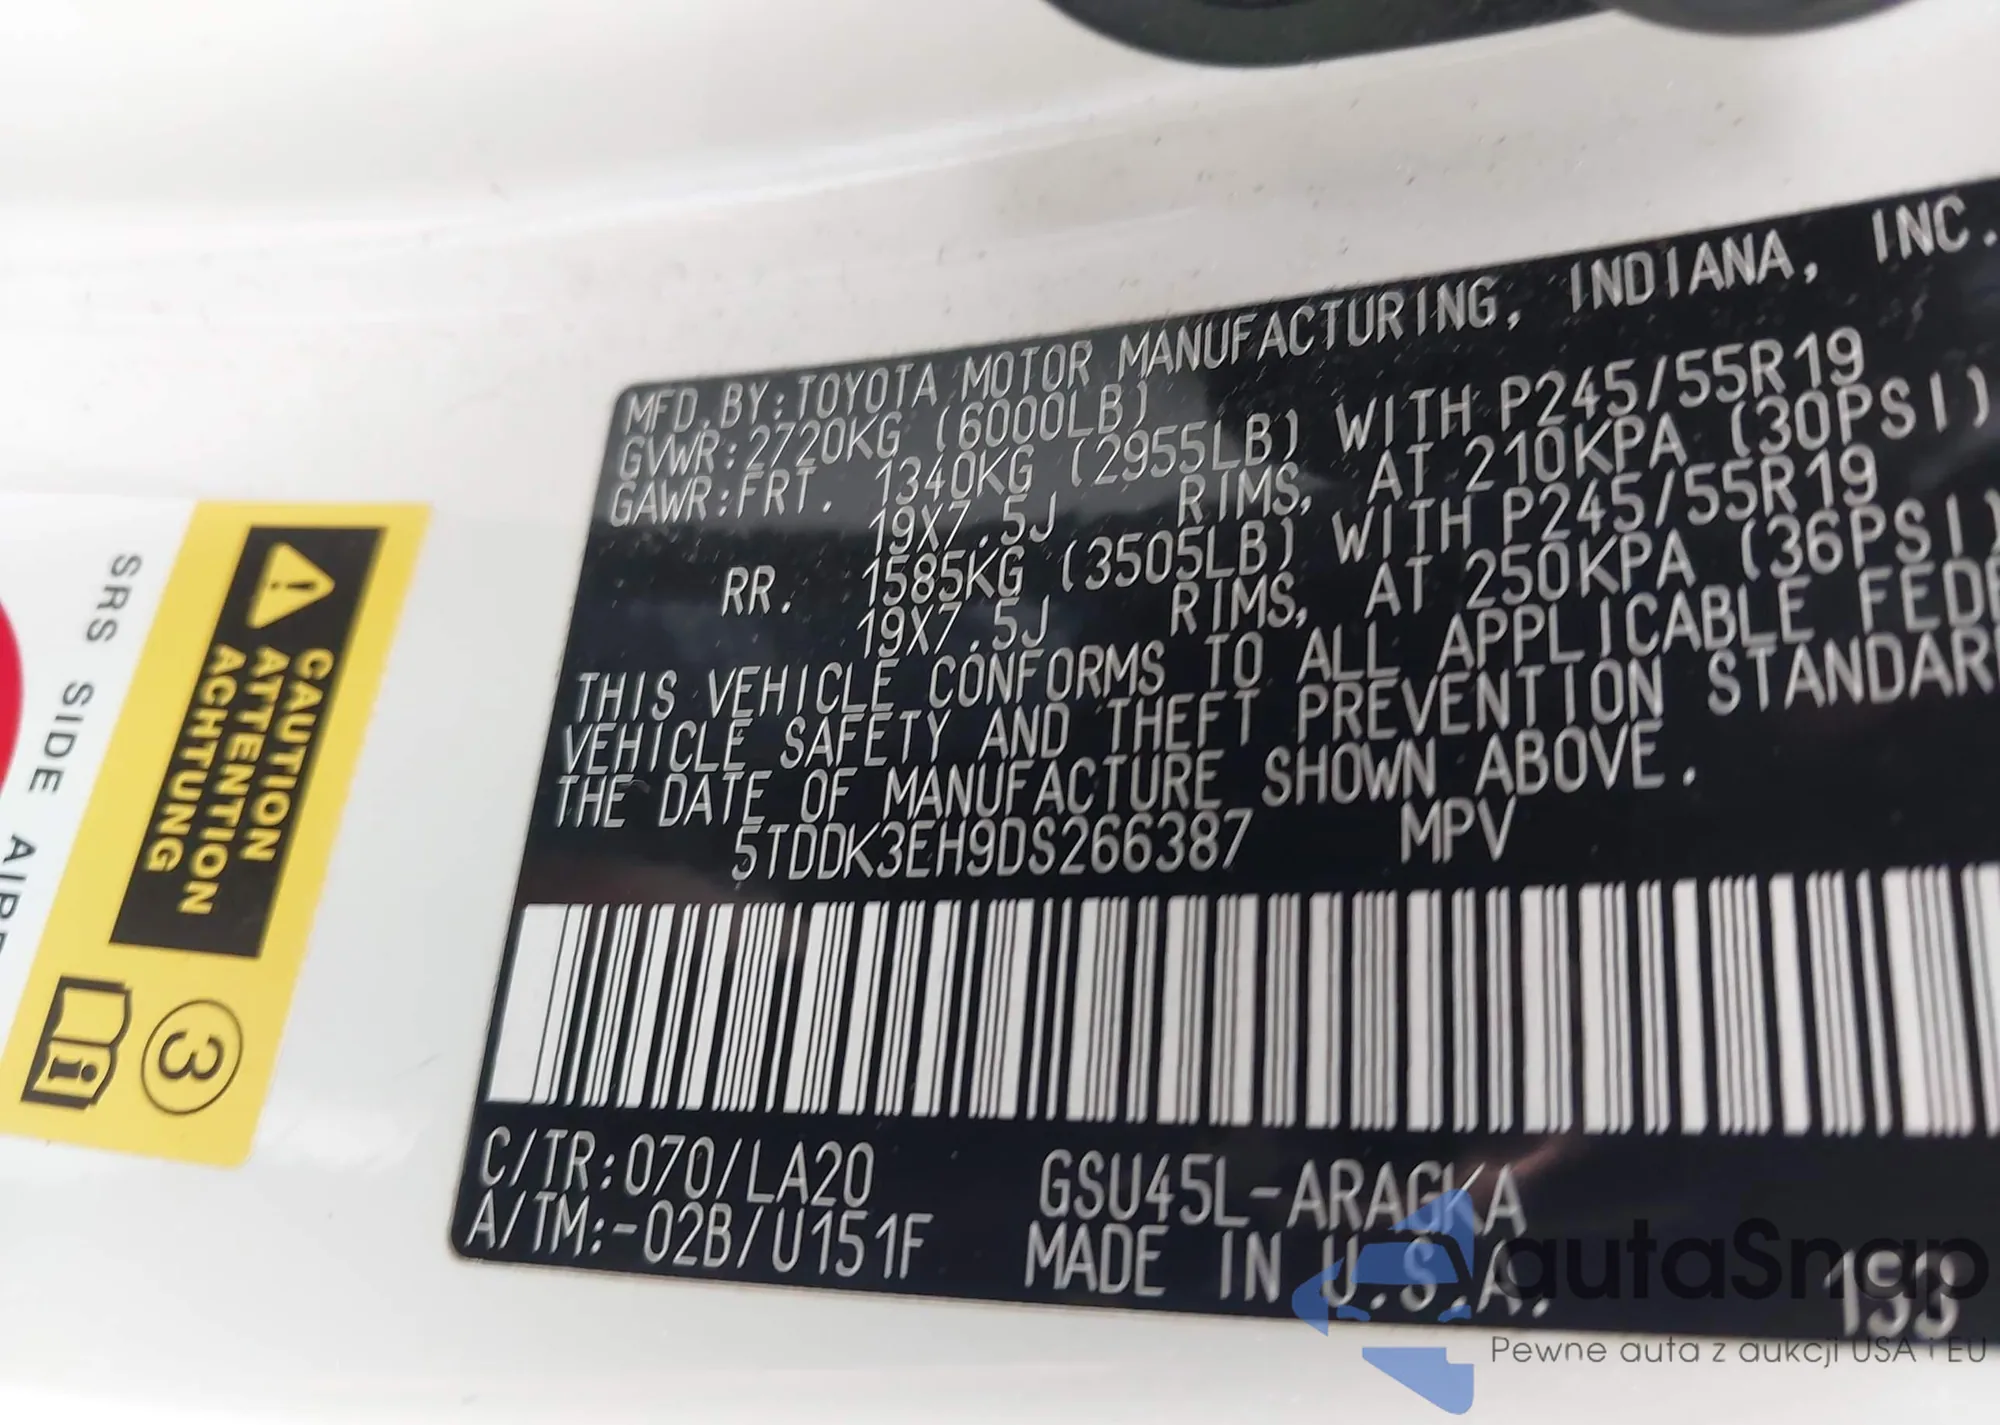 MFD.BY:TOYOTA MOTOR MANUFACTURING, INDIANA, INC.
GVWR:2720KG (6000LB)
GAWR:FRT. 1340KG (2955LB) WITH P245/55R19
19X7.5J RIMS, AT 210KPA (30PSI)
RR. 1585KG (3505LB) WITH P245/55R19
19X7.5J RIMS, AT 250KPA (36PSI)
THIS VEHICLE CONFORMS TO ALL APPLICABLE FEDE
VEHICLE SAFETY AND THEFT PREVENTION STANDAR
THE DATE OF MANUFACTURE SHOWN ABOVE.
5TDDK3EH9DS266387 MPV
C/TR:070/LA20 GSU45L-ARAGKA
A/TM:-02B/U151F MADE IN U.S.A. 193
SRS SIDE AIR
CAUTION
ATTENTION
ACHTUNG
3
i
autaSnap
Pewne auta z aukcji USA i EU